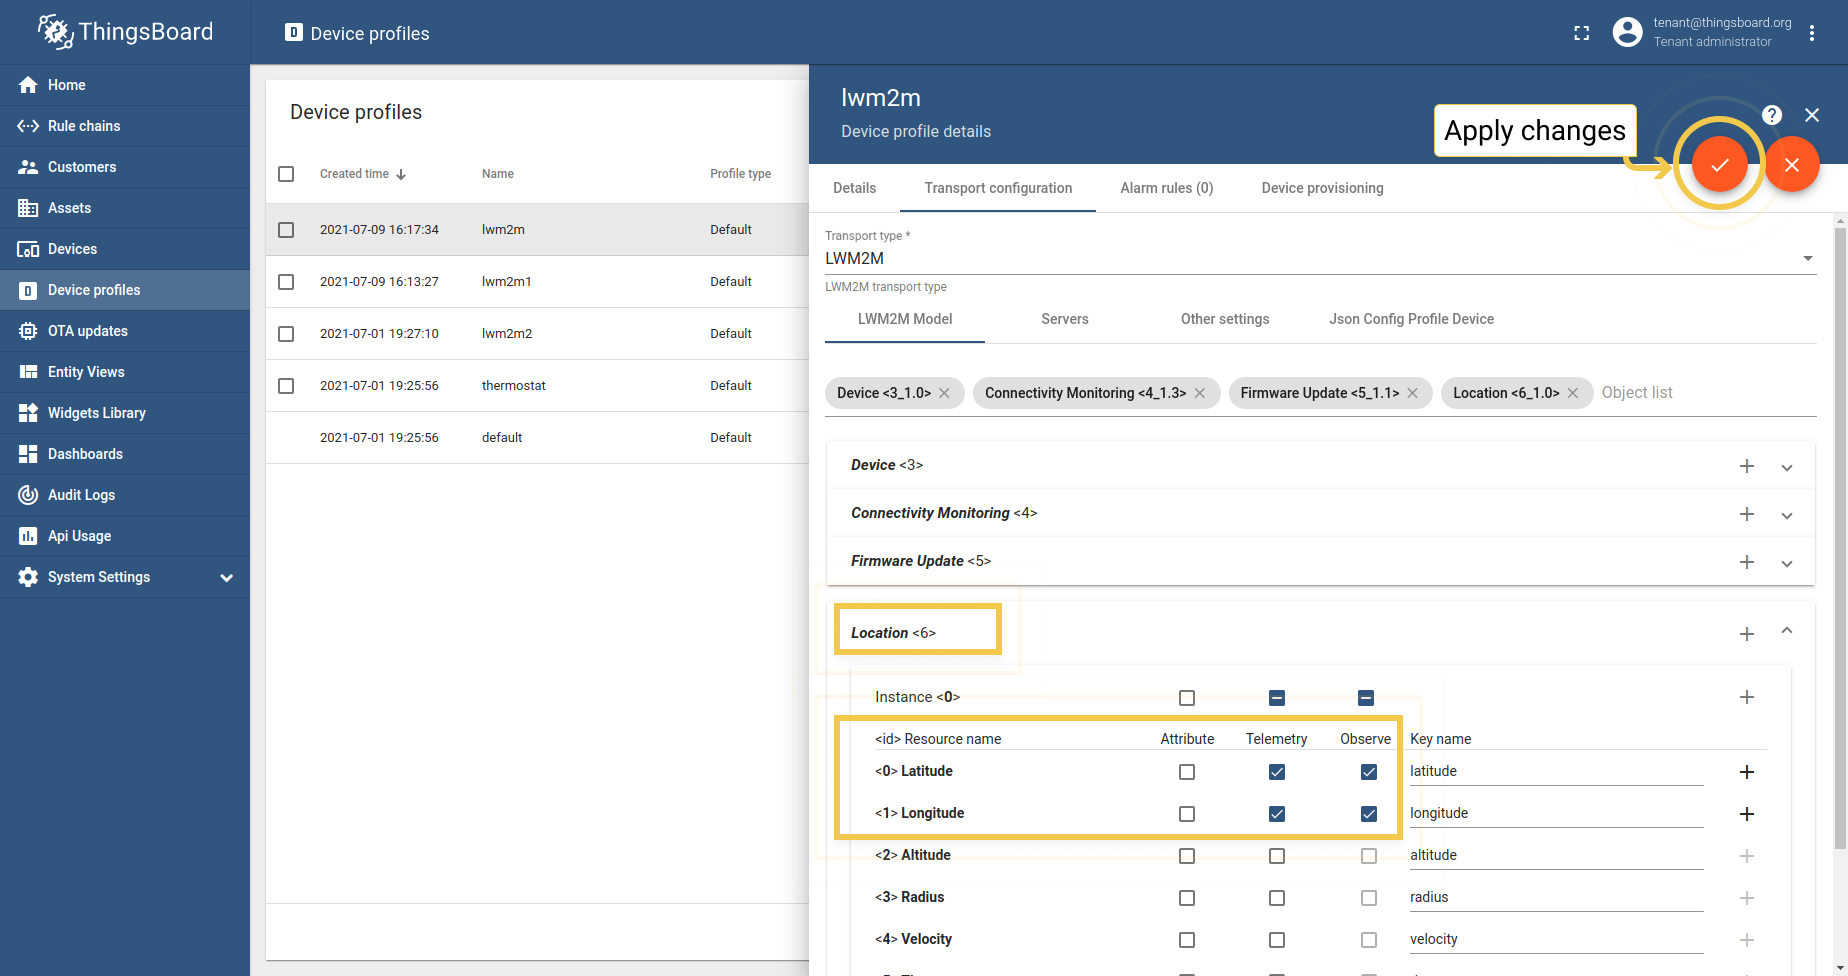 ThingsBoard
Device profiles
tenant@thingsboard.org
Tenant administrator
Home
Rule chains
Customers
Assets
Devices
Device profiles
OTA updates
Entity Views
Widgets Library
Dashboards
Audit Logs
Api Usage
System Settings
Device profiles
Created time Name Profile type
2021-07-09 16:17:34 lwm2m Default
2021-07-09 16:13:27 lwm2m1 Default
2021-07-01 19:27:10 lwm2m2 Default
2021-07-01 19:25:56 thermostat Default
2021-07-01 19:25:56 default Default
lwm2m
Device profile details
Apply changes
Details Transport configuration Alarm rules (0) Device provisioning
Transport type *
LWM2M
LWM2M transport type
LWM2M Model Servers Other settings Json Config Profile Device
Device <3_1.0> Connectivity Monitoring <4_1.3> Firmware Update <5_1.1> Location <6_1.0> Object list
Device <3>
Connectivity Monitoring <4>
Firmware Update <5>
Location <6>
Instance <0>
<id> Resource name Attribute Telemetry Observe Key name
<0> Latitude latitude
<1> Longitude longitude
<2> Altitude altitude
<3> Radius radius
<4> Velocity velocity